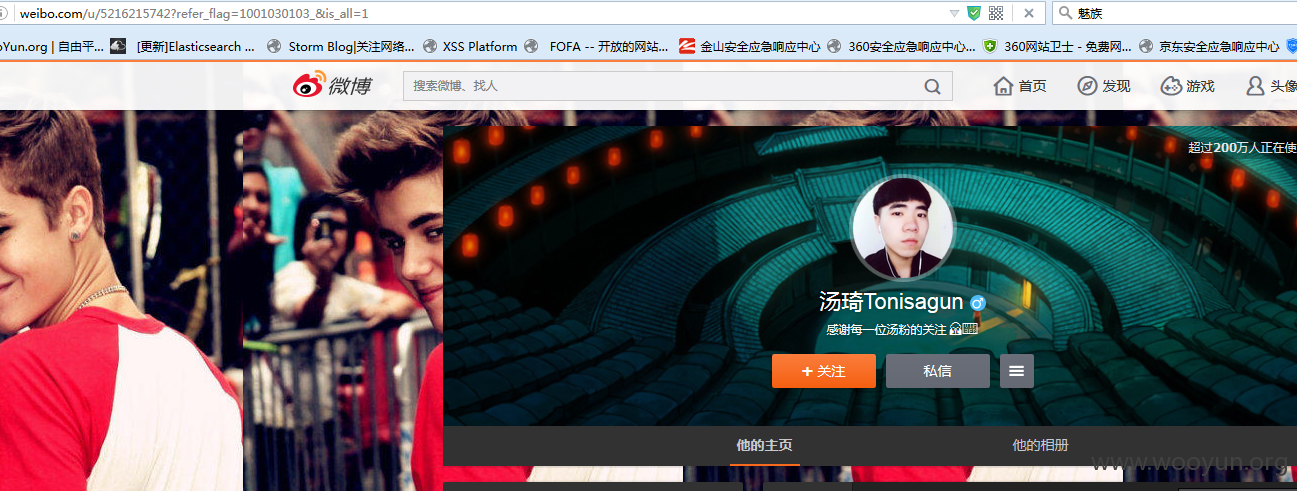 weibo.com/u/5216215742?refer_flag=1001030103_&is_all=1
魅族
oYun.org | 自由平... [更新]Elasticsearch ... Storm Blog|关注网络... XSS Platform FOFA -- 开放的网站... 金山安全应急响应中心 360安全应急响应中心... 360网站卫士 - 免费网... 京东安全应急响应中心
微博 搜索微博、找人 首页 发现 游戏 头像
超过200万人正在使
汤琦Tonisagun
感谢每一位汤粉的关注
+ 关注 私信
他的主页 他的相册
www.wooyun.org